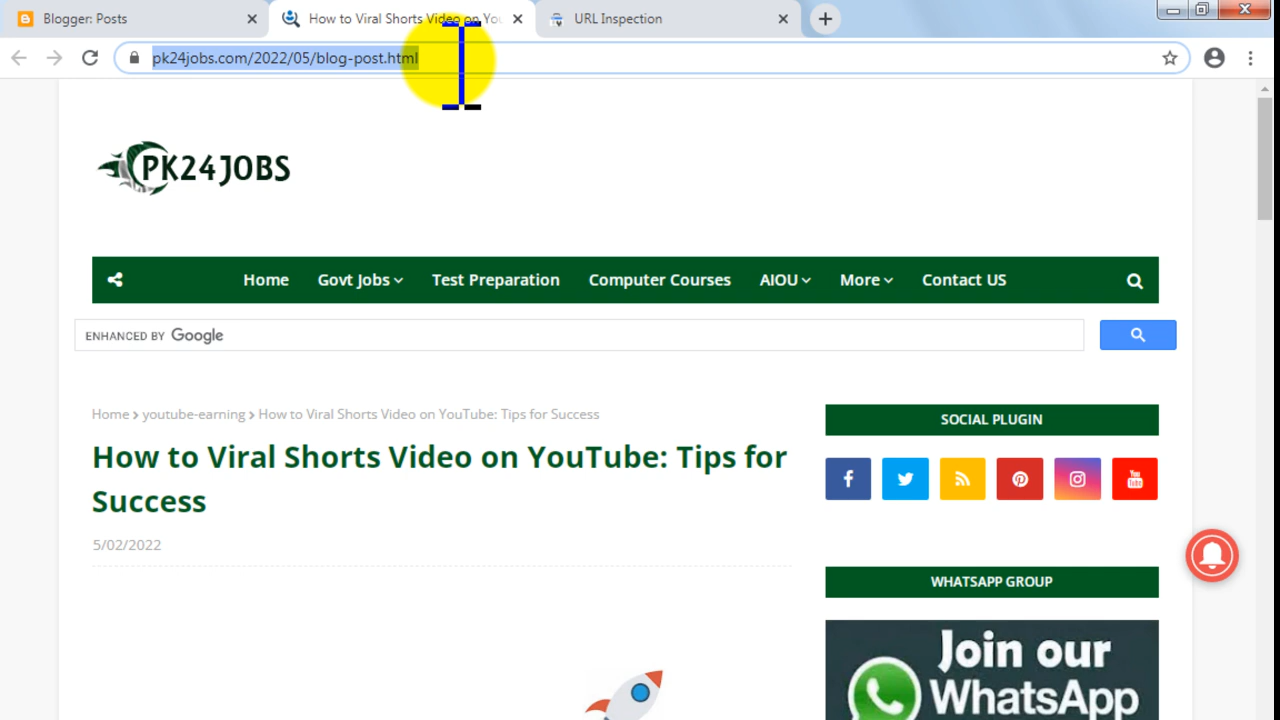 Blogger: Posts
How to Viral Shorts Video on You
URL Inspection
pk24jobs.com/2022/05/blog-post.html
PK24JOBS
Home Govt Jobs Test Preparation Computer Courses AIOU More Contact US
ENHANCED BY Google
Home youtube-earning How to Viral Shorts Video on YouTube: Tips for Success
How to Viral Shorts Video on YouTube: Tips for
Success
5/02/2022
SOCIAL PLUGIN
You
Tube
WHATSAPP GROUP
Join our
WhatsApp